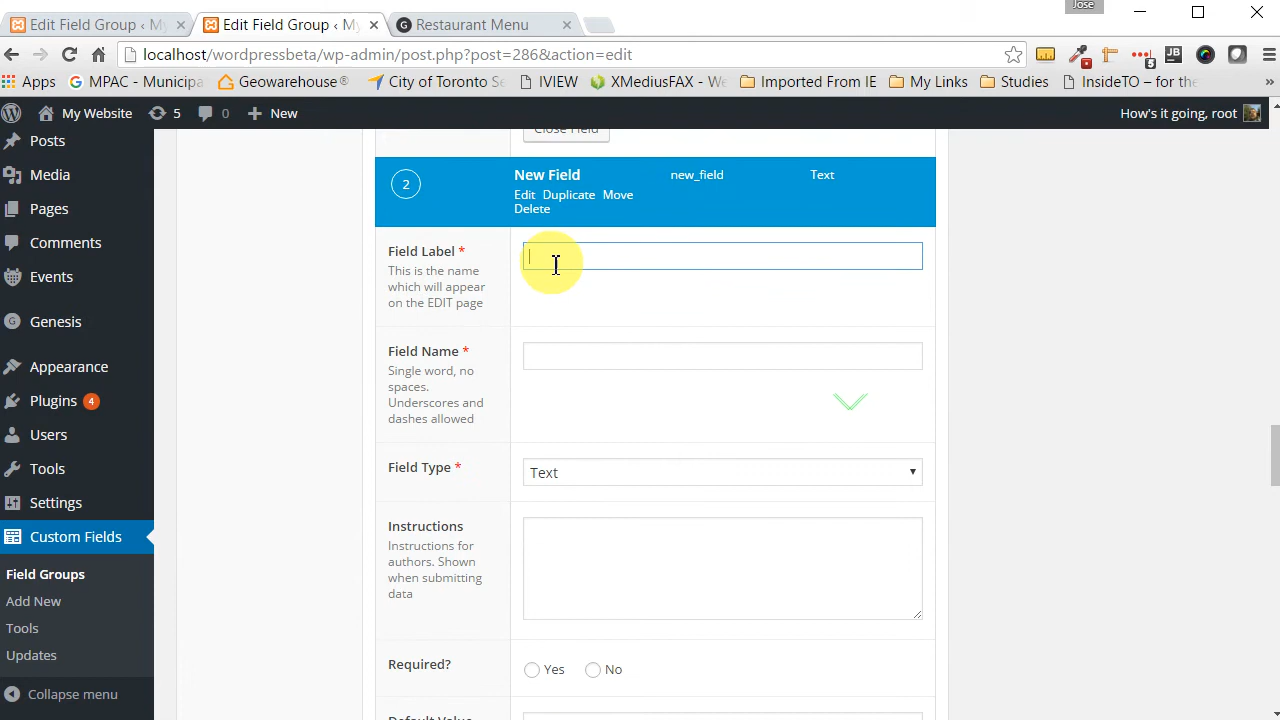 Jose
Edit Field Group ‹ My
Edit Field Group ‹ My
Restaurant Menu
localhost/wordpressbeta/wp-admin/post.php?post=286&action=edit
Apps
MPAC - Municipa
Geowarehouse®
City of Toronto Se
IVIEW
XMediusFAX - We
Imported From IE
My Links
Studies
InsideTO – for the
»
My Website
5
0
New
How's it going, root
Posts
Media
Pages
Comments
Events
Genesis
Appearance
Plugins 4
Users
Tools
Settings
Custom Fields
Field Groups
Add New
Tools
Updates
Collapse menu
Close Field
2
New Field
new_field
Text
Edit Duplicate Move
Delete
Field Label *
This is the name
which will appear
on the EDIT page
Field Name *
Single word, no
spaces.
Underscores and
dashes allowed
Field Type *
Text
Instructions
Instructions for
authors. Shown
when submitting
data
Required?
Yes
No
Default Value